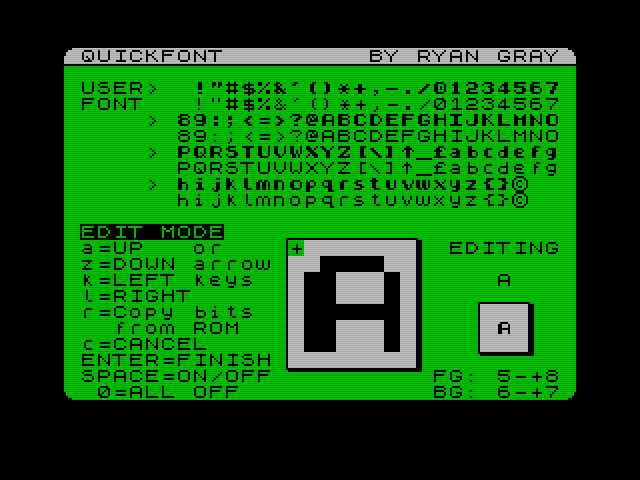 QUICKFONT BY RYAN GRAY
USER> !"#$%&'()*+,-./01234567
FONT !"#$%&'()*+,-./01234567
> 89:;<=>?@ABCDEFGHIJKLMNO
89:;<=>?@ABCDEFGHIJKLMNO
> PQRSTUVWXYZ[\]↑_£abcdefg
PQRSTUVWXYZ[\]↑_£abcdefg
> hijklmnopqrstuvwxyz{}©
hijklmnopqrstuvwxyz{}©
EDIT MODE
a=UP or
z=DOWN arrow
k=LEFT keys
l=RIGHT
r=Copy bits
from ROM
c=CANCEL
ENTER=FINISH
SPACE=ON/OFF
0=ALL OFF
+
A
EDITING
A
A
FG: 5-+8
BG: 6-+7